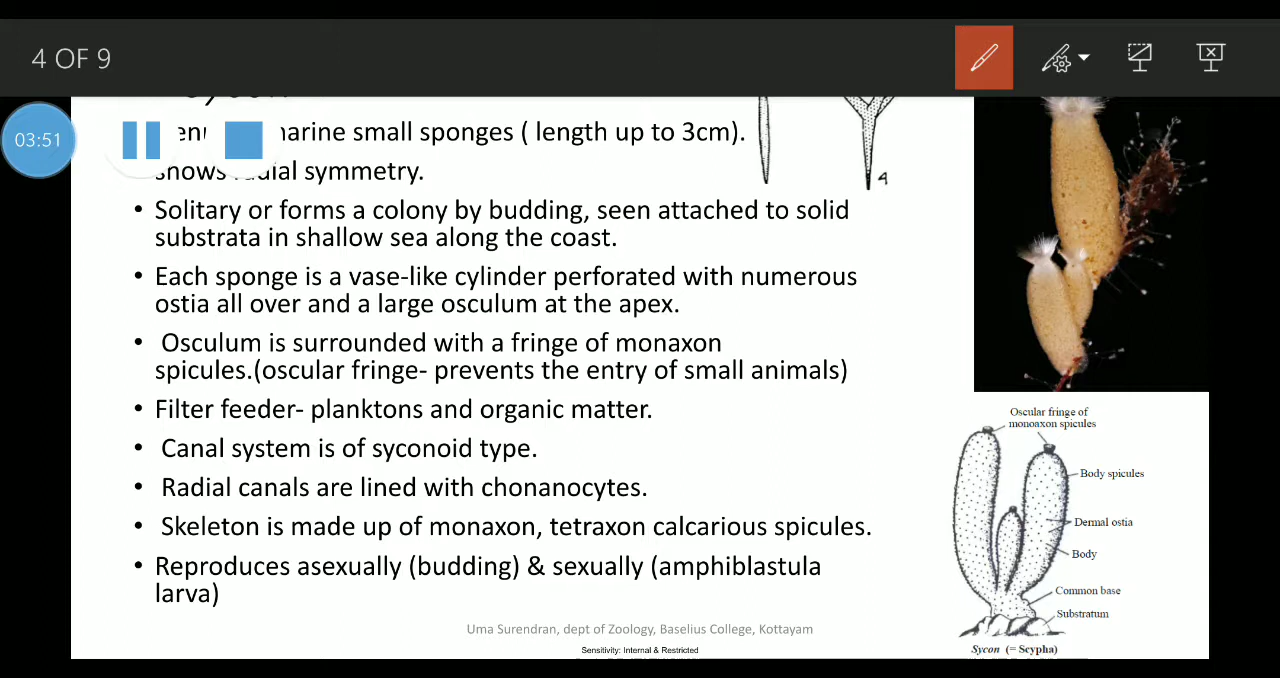 4 OF 9
03:51
marine small sponges ( length up to 3cm).
shows radial symmetry.
4
• Solitary or forms a colony by budding, seen attached to solid
substrata in shallow sea along the coast.
• Each sponge is a vase-like cylinder perforated with numerous
ostia all over and a large osculum at the apex.
• Osculum is surrounded with a fringe of monaxon
spicules.(oscular fringe- prevents the entry of small animals)
• Filter feeder- planktons and organic matter.
• Canal system is of syconoid type.
• Radial canals are lined with chonanocytes.
• Skeleton is made up of monaxon, tetraxon calcarious spicules.
• Reproduces asexually (budding) & sexually (amphiblastula
larva)
Oscular fringe of
monoaxon spicules
Body spicules
Dermal ostia
Body
Common base
Substratum
Sycon (= Scypha)
Uma Surendran, dept of Zoology, Baselius College, Kottayam
Sensitivity: Internal & Restricted